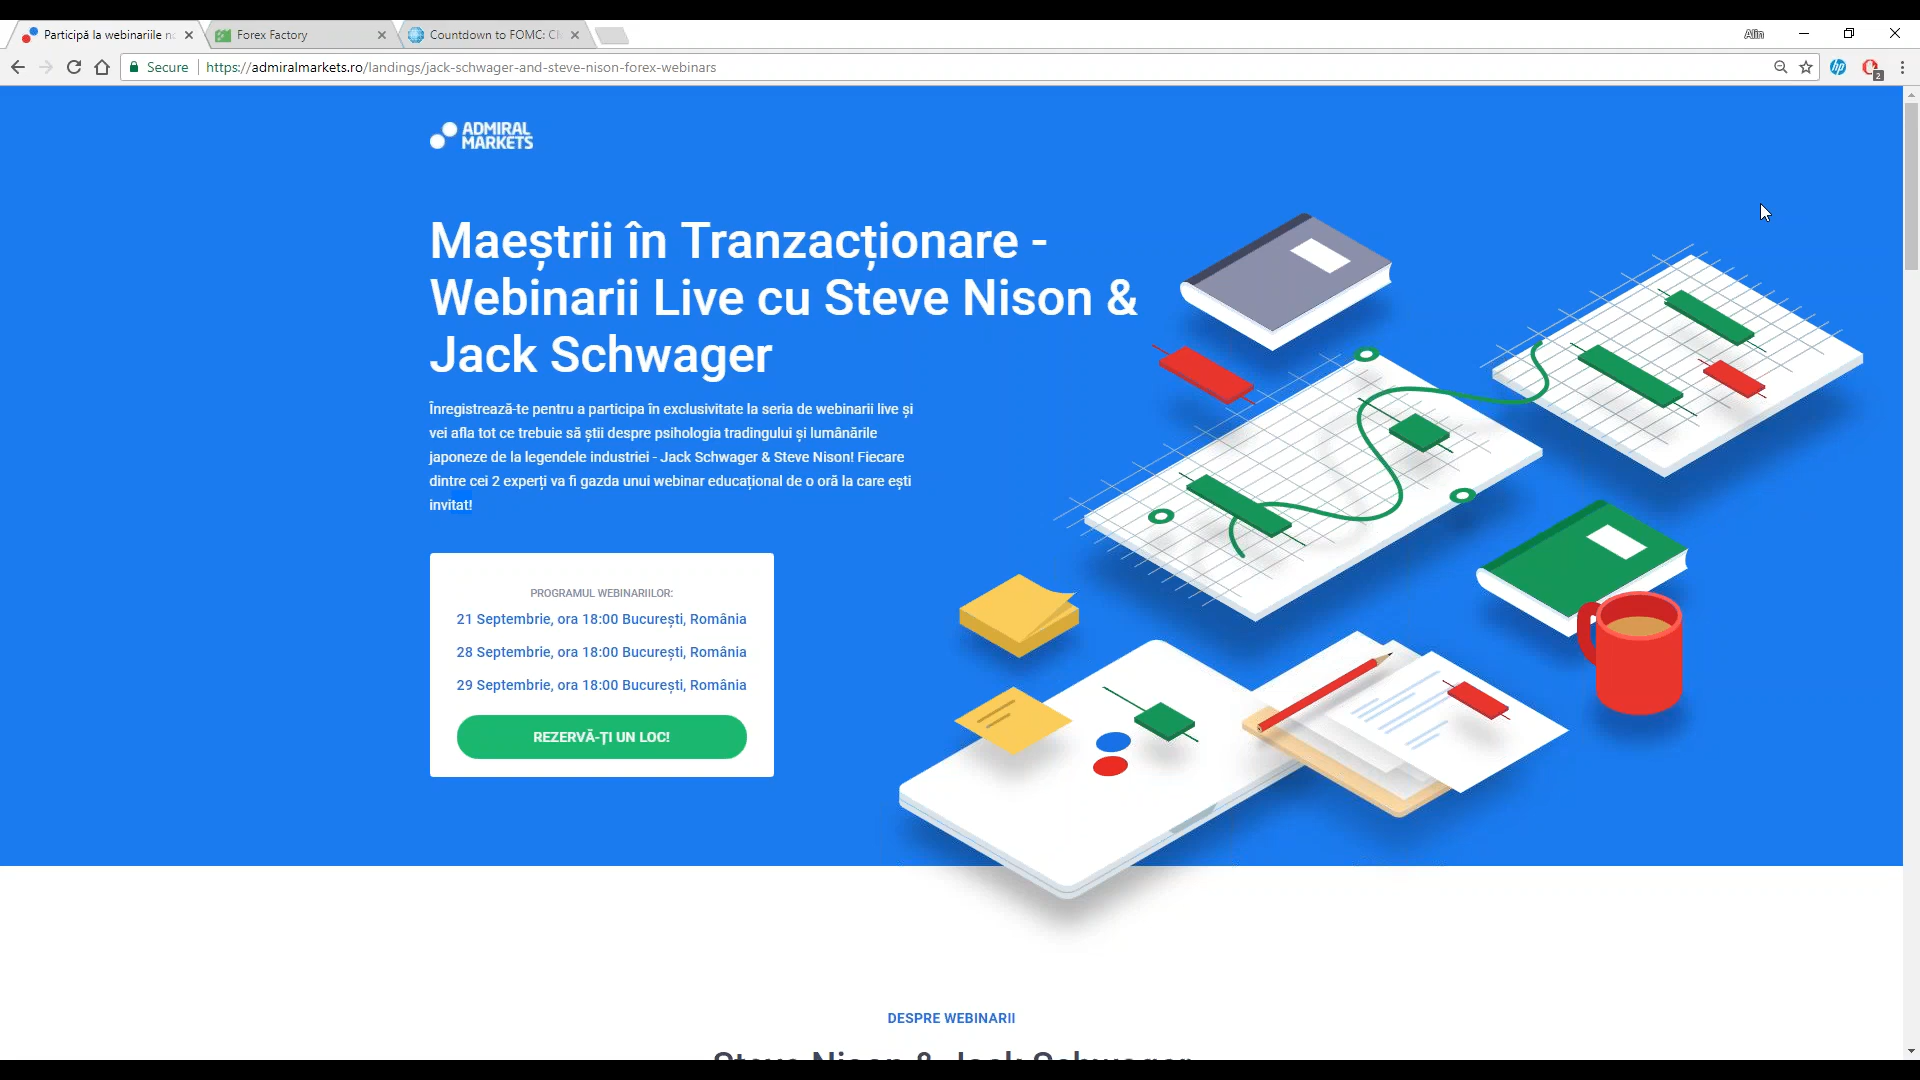 Participă la webinariile
Forex Factory
Countdown to FOMC:
Alin
Secure
https://admiralmarkets.ro/landings/jack-schwager-and-steve-nison-forex-webinars
hp
2
ADMIRAL
MARKETS
Maeștrii în Tranzacționare -
Webinarii Live cu Steve Nison &
Jack Schwager
Înregistrează-te pentru a participa în exclusivitate la seria de webinarii live și
vei afla tot ce trebuie să știi despre psihologia tradingului și lumânările
japoneze de la legendele industriei - Jack Schwager & Steve Nison! Fiecare
dintre cei 2 experți va fi gazda unui webinar educațional de o oră la care ești
invitat!
PROGRAMUL WEBINARIILOR:
21 Septembrie, ora 18:00 București, România
28 Septembrie, ora 18:00 București, România
29 Septembrie, ora 18:00 București, România
REZERVĂ-ȚI UN LOC!
DESPRE WEBINARII
Steve Nison & Jack Schwager